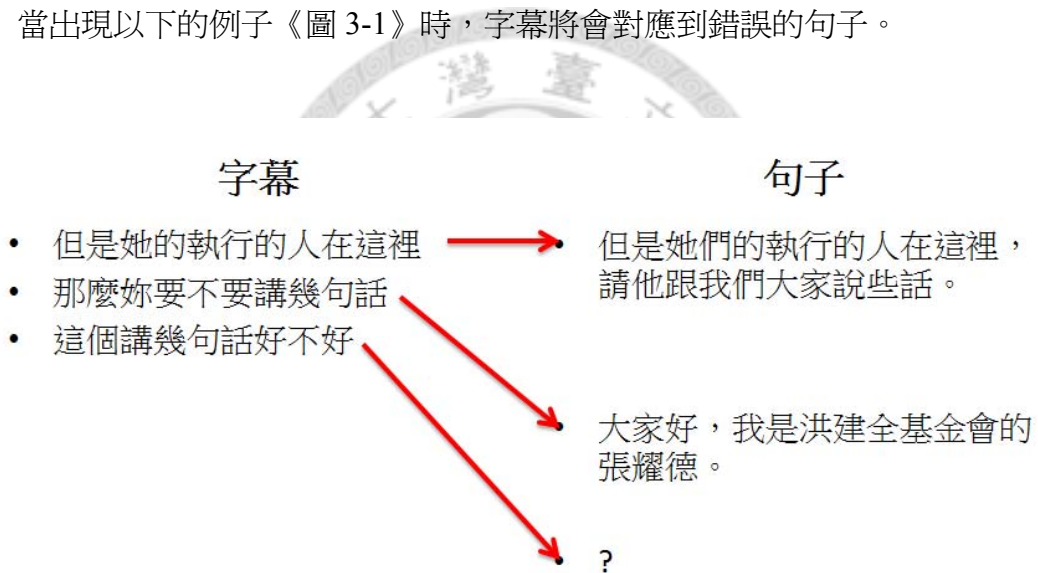 當出現以下的例子《圖 3-1》時,字幕將會對應到錯誤的句子。
灣 臺
字幕
• 但是她的執行的人在這裡
• 那麼妳要不要講幾句話
• 這個講幾句話好不好
句子
• 但是她們的執行的人在這裡,
請他跟我們大家說些話。
• 大家好,我是洪建全基金會的
張耀德。
• ?